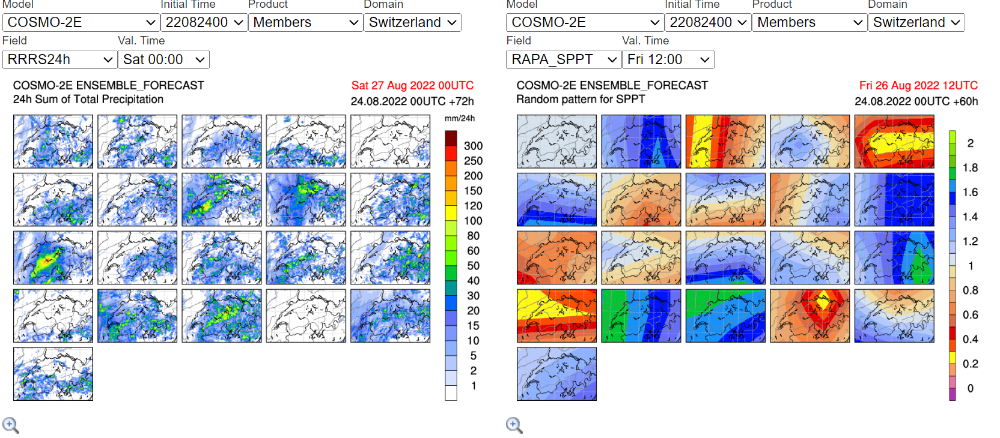 Model Initial Time Product Domain
COSMO-2E 22082400 Members Switzerland
Field Val. Time
RRRS24h Sat 00:00
COSMO-2E ENSEMBLE_FORECAST Sat 27 Aug 2022 00UTC
24h Sum of Total Precipitation 24.08.2022 00UTC +72h
mm/24h
300
250
200
150
120
100
80
60
50
40
30
20
15
10
5
2
1
Model Initial Time Product Domain
COSMO-2E 22082400 Members Switzerland
Field Val. Time
RAPA_SPPT Fri 12:00
COSMO-2E ENSEMBLE_FORECAST Fri 26 Aug 2022 12UTC
Random pattern for SPPT 24.08.2022 00UTC +60h
2
1.8
1.6
1.4
1.2
1
0.8
0.6
0.4
0.2
0